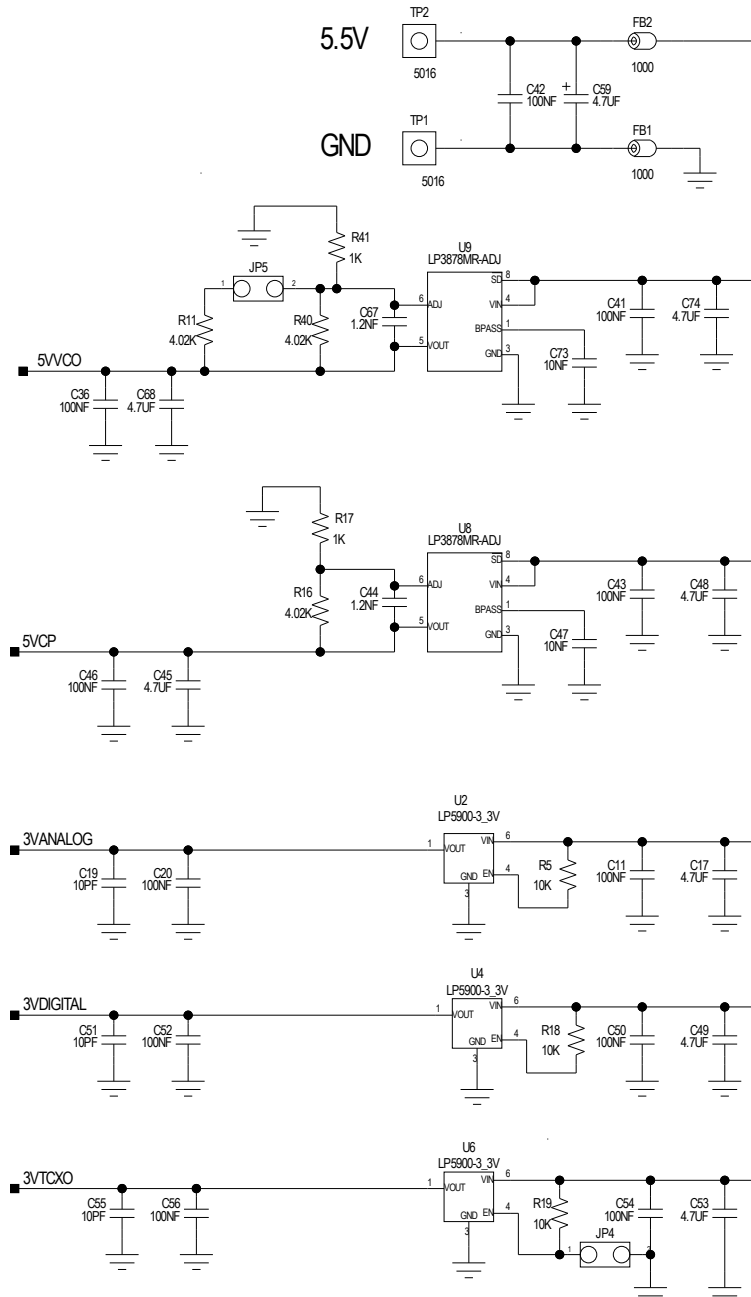 TP2
5.5V
FB2
5016
1000
C42
100NF
+
C59
4.7UF
TP1
FB1
GND
5016
1000
R41
1K
U9
LP3878MR-ADJ
JP5
1
2
SD
8
6
ADJ
VIN
4
C67
1.2NF
C41
100NF
C74
4.7UF
R11
4.02K
R40
4.02K
BPASS
1
5
VOUT
GND
3
C73
10NF
5VVCO
C36
100NF
C68
4.7UF
R17
1K
U8
LP3878MR-ADJ
SD
8
6
ADJ
VIN
4
R16
4.02K
C44
1.2NF
C43
100NF
C48
4.7UF
BPASS
1
5
VOUT
GND
3
C47
10NF
5VCP
C46
100NF
C45
4.7UF
U2
LP5900-3_3V
3VANALOG
1
VOUT
VIN
6
GND
EN
4
3
R5
10K
C19
10PF
C20
100NF
C11
100NF
C17
4.7UF
U4
LP5900-3_3V
3VDIGITAL
1
VOUT
VIN
6
GND
EN
4
3
R18
10K
C51
10PF
C52
100NF
C50
100NF
C49
4.7UF
U6
LP5900-3_3V
3VTCXO
1
VOUT
VIN
6
GND
EN
4
3
R19
10K
C55
10PF
C56
100NF
C54
100NF
C53
4.7UF
JP4
1
2